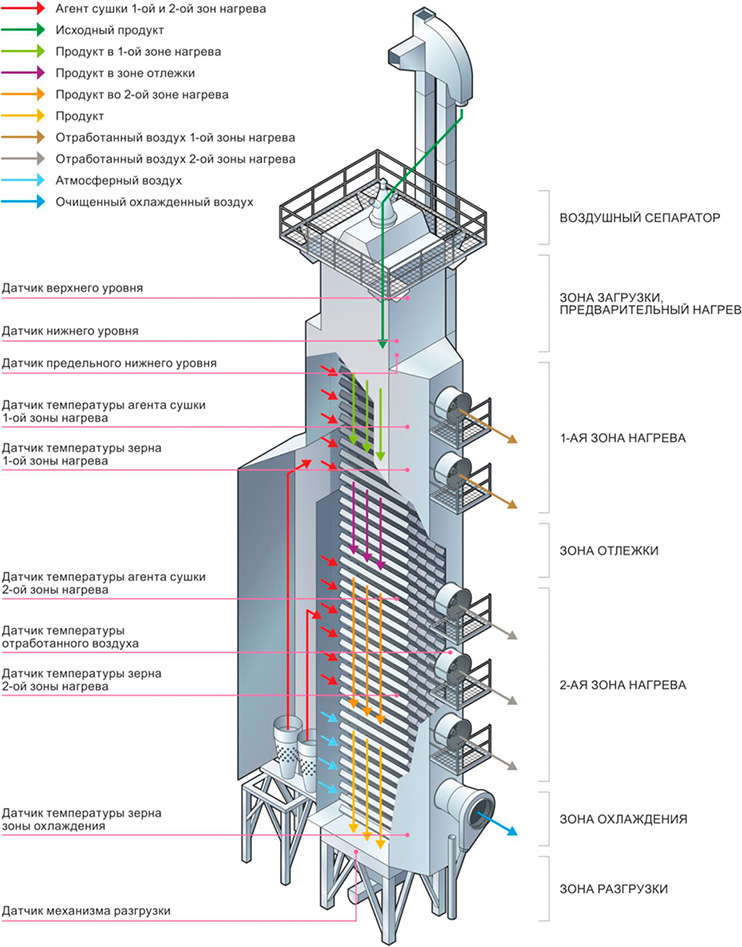 Агент сушки 1-ой и 2-ой зон нагрева
Исходный продукт
Продукт в 1-ой зоне нагрева
Продукт в зоне отлежки
Продукт во 2-ой зоне нагрева
Продукт
Отработанный воздух 1-ой зоны нагрева
Отработанный воздух 2-ой зоны нагрева
Атмосферный воздух
Очищенный охлажденный воздух
Датчик верхнего уровня
Датчик нижнего уровня
Датчик предельного нижнего уровня
Датчик температуры агента сушки
1-ой зоны нагрева
Датчик температуры зерна
1-ой зоны нагрева
Датчик температуры агента сушки
2-ой зоны нагрева
Датчик температуры
отработанного воздуха
Датчик температуры зерна
2-ой зоны нагрева
Датчик температуры зерна
зоны охлаждения
Датчик механизма разгрузки
ВОЗДУШНЫЙ СЕПАРАТОР
ЗОНА ЗАГРУЗКИ,
ПРЕДВАРИТЕЛЬНЫЙ НАГРЕВ
1-АЯ ЗОНА НАГРЕВА
ЗОНА ОТЛЕЖКИ
2-АЯ ЗОНА НАГРЕВА
ЗОНА ОХЛАЖДЕНИЯ
ЗОНА РАЗГРУЗКИ